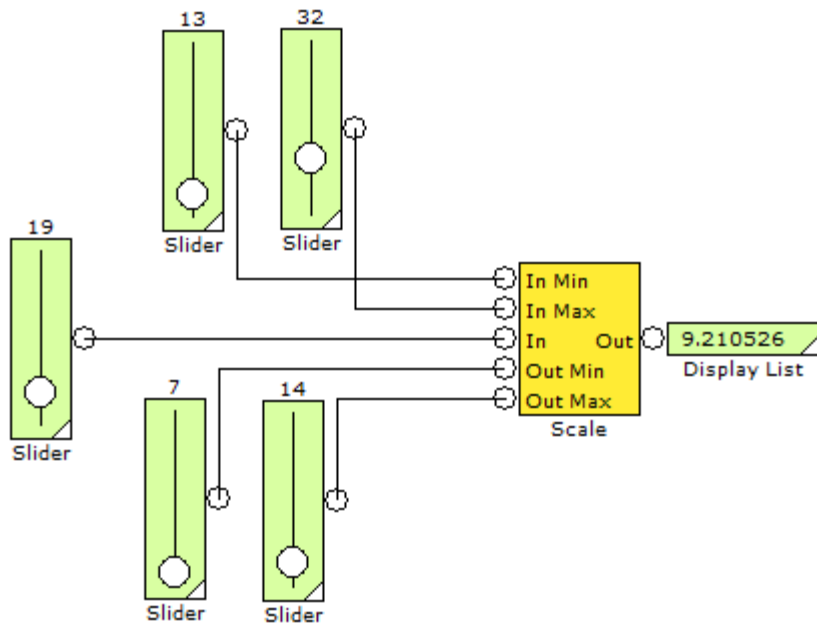 13
32
Slider
Slider
19
Slider
In Min
In Max
In
Out
Out Min
Out Max
Scale
9.210526
Display List
7
14
Slider
Slider